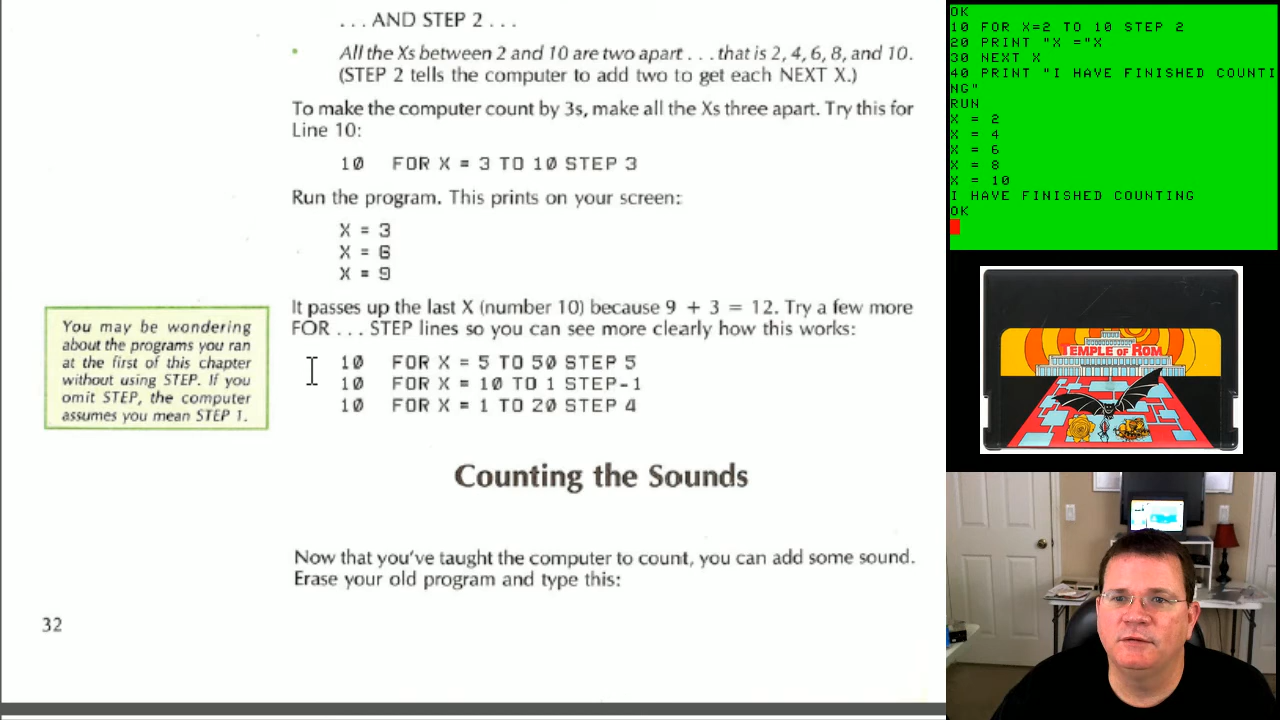 . . . AND STEP 2 . . .
• All the Xs between 2 and 10 are two apart . . . that is 2, 4, 6, 8, and 10.
(STEP 2 tells the computer to add two to get each NEXT X.)
To make the computer count by 3s, make all the Xs three apart. Try this for
Line 10:
10 FOR X = 3 TO 10 STEP 3
Run the program. This prints on your screen:
X = 3
X = 6
X = 9
It passes up the last X (number 10) because 9 + 3 = 12. Try a few more
FOR . . . STEP lines so you can see more clearly how this works:
10 FOR X = 5 TO 50 STEP 5
10 FOR X = 10 TO 1 STEP-1
10 FOR X = 1 TO 20 STEP 4
You may be wondering
about the programs you ran
at the first of this chapter
without using STEP. If you
omit STEP, the computer
assumes you mean STEP 1.
Counting the Sounds
Now that you've taught the computer to count, you can add some sound.
Erase your old program and type this:
32
OK
10 FOR X=2 TO 10 STEP 2
20 PRINT "X ="X
30 NEXT X
40 PRINT "I HAVE FINISHED COUNTI
NG"
RUN
X = 2
X = 4
X = 6
X = 8
X = 10
I HAVE FINISHED COUNTING
OK
TEMPLE OF ROM